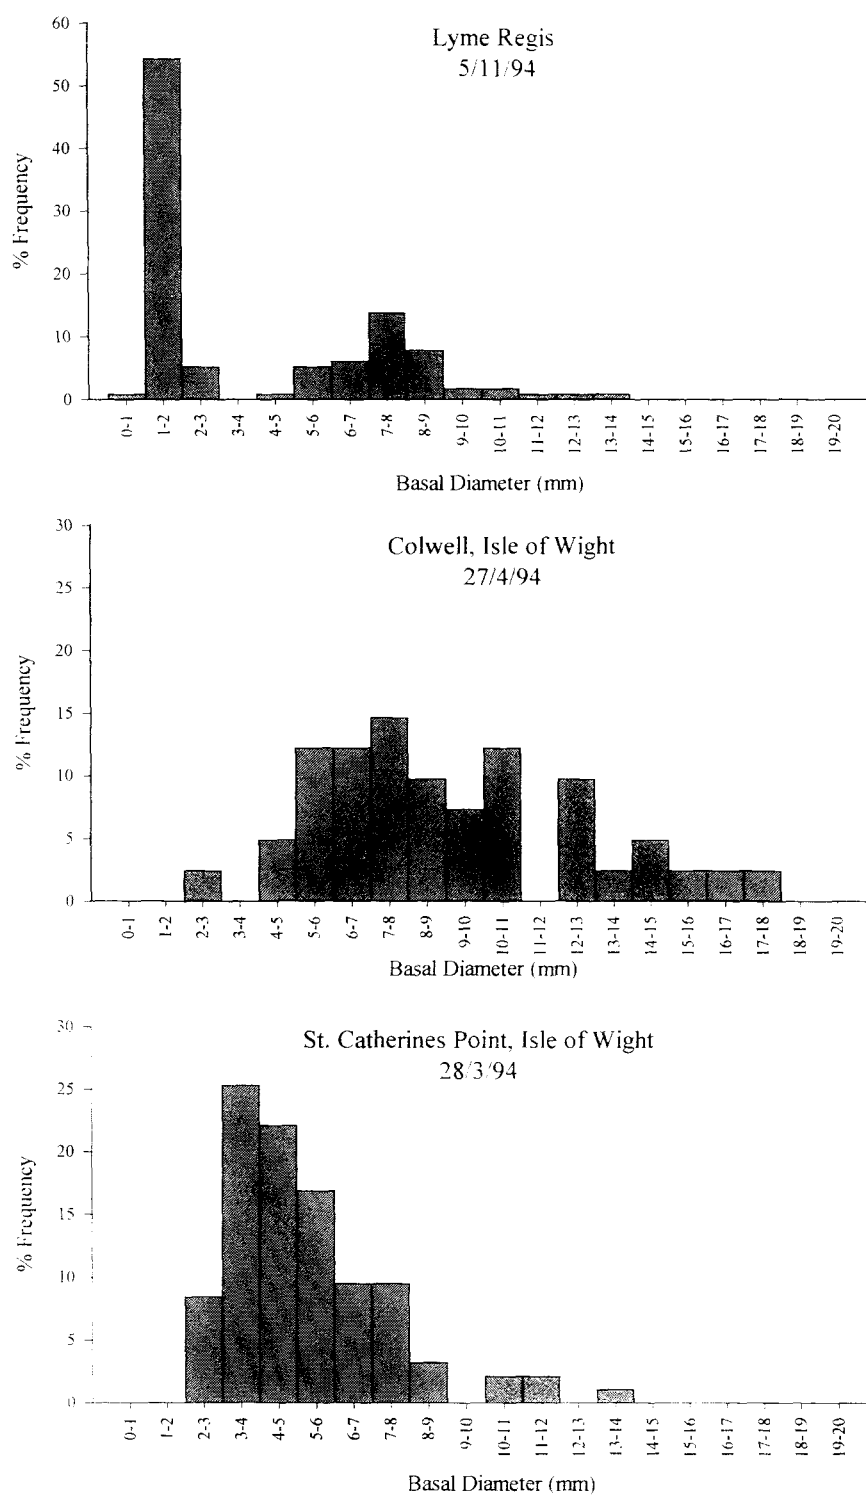 60
Lyme Regis
5/11/94
50
40
30
20
10
0
% Frequency
0-1 1-2 2-3 3-4 4-5 5-6 6-7 7-8 8-9 9-10 10-11 11-12 12-13 13-14 14-15 15-16 16-17 17-18 18-19 19-20
Basal Diameter (mm)
30
Colwell, Isle of Wight
27/4/94
25
20
15
10
5
0
% Frequency
0-1 1-2 2-3 3-4 4-5 5-6 6-7 7-8 8-9 9-10 10-11 11-12 12-13 13-14 14-15 15-16 16-17 17-18 18-19 19-20
Basal Diameter (mm)
30
St. Catherines Point, Isle of Wight
28/3/94
25
20
15
10
5
0
% Frequency
0-1 1-2 2-3 3-4 4-5 5-6 6-7 7-8 8-9 9-10 10-11 11-12 12-13 13-14 14-15 15-16 16-17 17-18 18-19 19-20
Basal Diameter (mm)